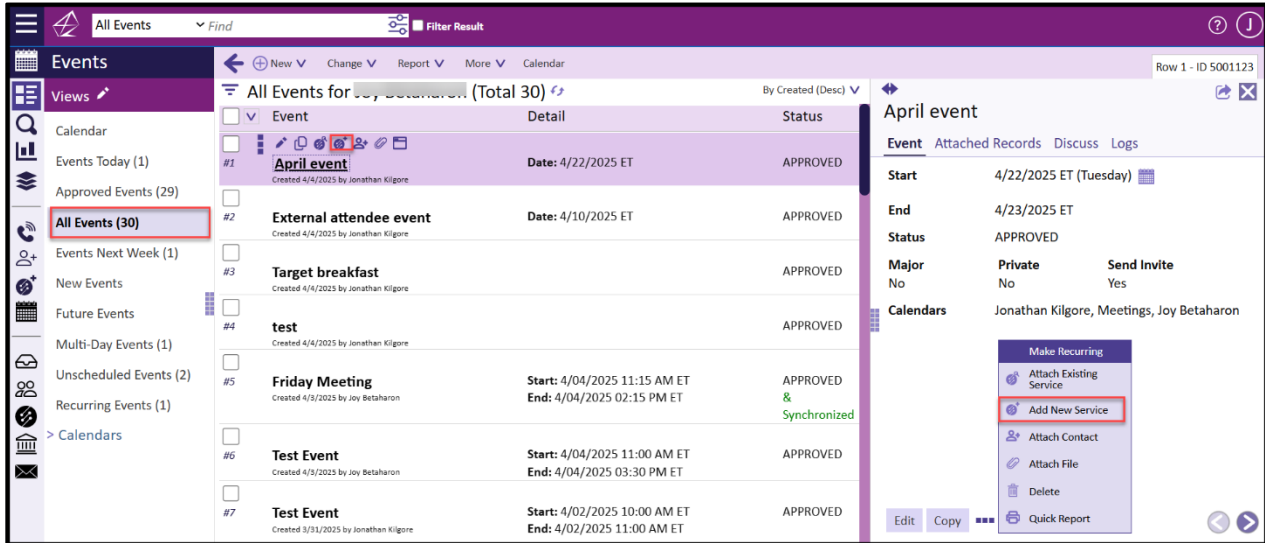 All Events
Find
Filter Result
?
J
Events
New
Change
Report
More
Calendar
Row 1 - ID 5001123
Views
All Events for (Total 30)
By Created (Desc)
Calendar
Events Today (1)
Approved Events (29)
All Events (30)
Events Next Week (1)
New Events
Future Events
Multi-Day Events (1)
Unscheduled Events (2)
Recurring Events (1)
> Calendars
Event Detail Status
#1
April event
Created 4/4/2025 by Jonathan Kilgore
Date: 4/22/2025 ET
APPROVED
#2
External attendee event
Created 4/4/2025 by Jonathan Kilgore
Date: 4/10/2025 ET
APPROVED
#3
Target breakfast
Created 4/4/2025 by Jonathan Kilgore
APPROVED
#4
test
Created 4/4/2025 by Jonathan Kilgore
APPROVED
#5
Friday Meeting
Created 4/3/2025 by Joy Betaharon
Start: 4/04/2025 11:15 AM ET
End: 4/04/2025 02:15 PM ET
APPROVED
&
Synchronized
#6
Test Event
Created 4/3/2025 by Joy Betaharon
Start: 4/04/2025 11:00 AM ET
End: 4/04/2025 03:30 PM ET
APPROVED
#7
Test Event
Created 3/31/2025 by Jonathan Kilgore
Start: 4/02/2025 10:00 AM ET
End: 4/02/2025 11:00 AM ET
APPROVED
April event
Event Attached Records Discuss Logs
Start 4/22/2025 ET (Tuesday)
End 4/23/2025 ET
Status APPROVED
Major Private Send Invite
No No Yes
Calendars Jonathan Kilgore, Meetings, Joy Betaharon
Make Recurring
Attach Existing
Service
Add New Service
Attach Contact
Attach File
Delete
Quick Report
Edit
Copy